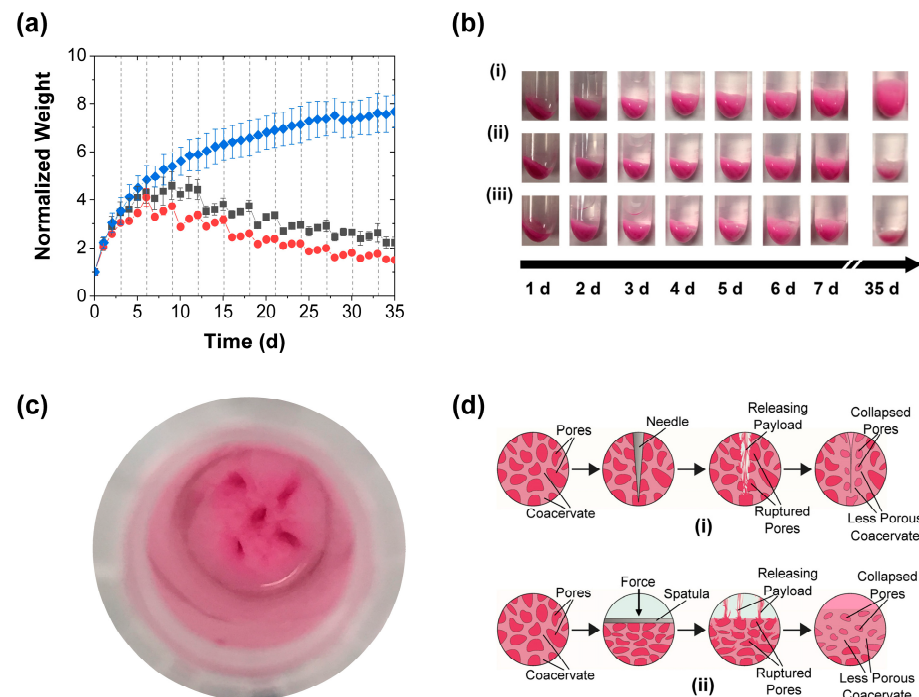 (a)
10
8
6
4
2
0
Normalized Weight
0 5 10 15 20 25 30 35
Time (d)
(b)
(i)
(ii)
(iii)
1 d 2 d 3 d 4 d 5 d 6 d 7 d 35 d
(c)
(d)
Pores
Coacervate
Needle
Releasing
Payload
Ruptured
Pores
Collapsed
Pores
Less Porous
Coacervate
(i)
Pores
Coacervate
Force
Spatula
Releasing
Payload
Ruptured
Pores
Collapsed
Pores
Less Porous
Coacervate
(ii)